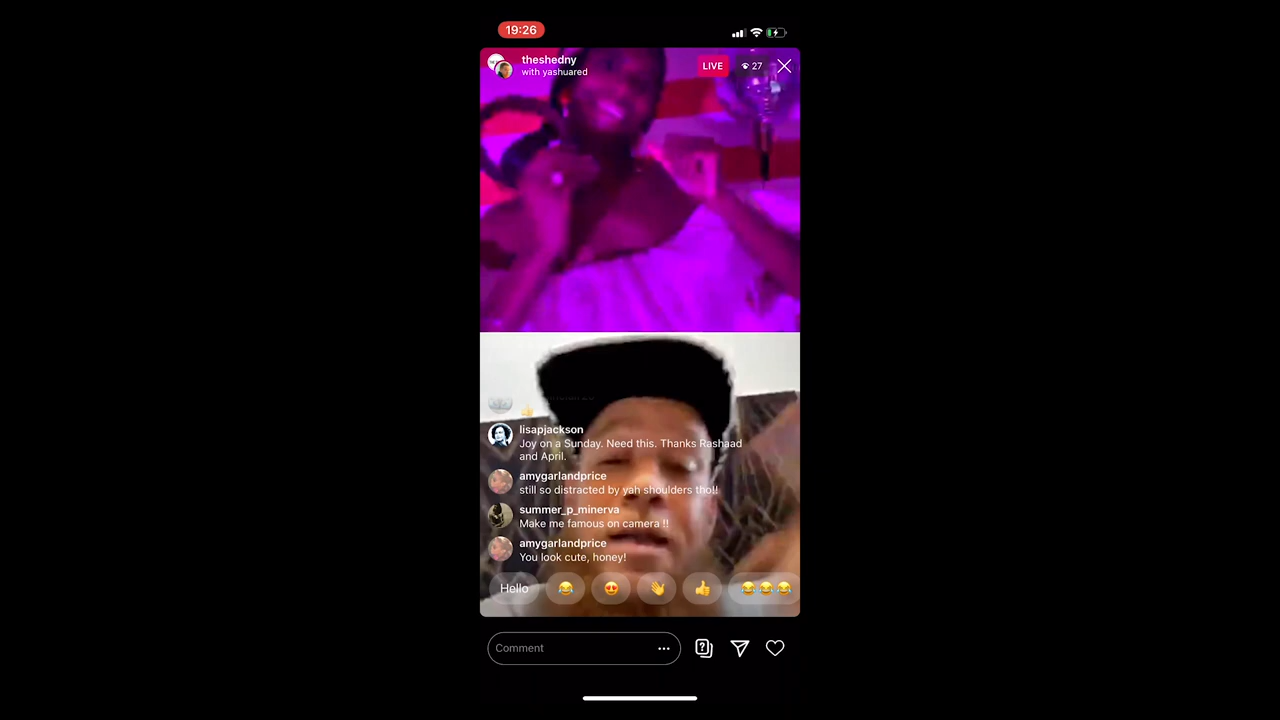 19:26
theshedny
with yashuared
LIVE
27
lisapjackson
Joy on a Sunday. Need this. Thanks Rashaad
and April.
amygarlandprice
still so distracted by yah shoulders tho!!
summer_p_minerva
Make me famous on camera !!
amygarlandprice
You look cute, honey!
Hello
Comment